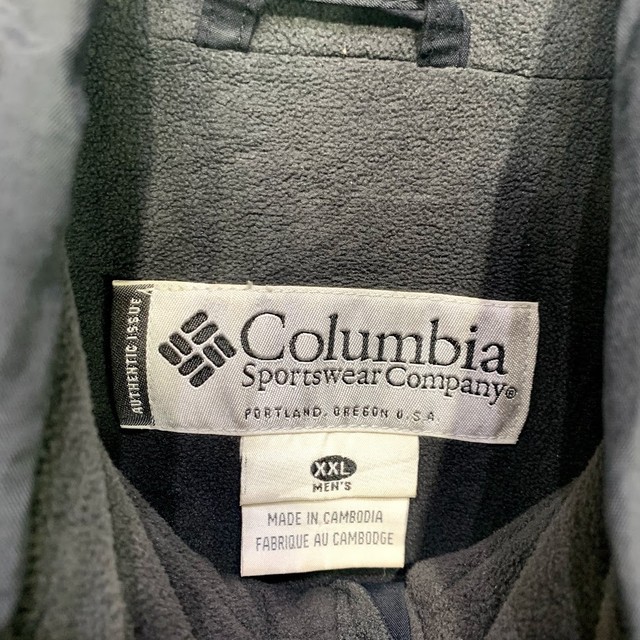 AUTHENTIC ISSUE
Columbia
Sportswear Company®
PORTLAND, OREGON U.S.A.
XXL
MEN'S
MADE IN CAMBODIA
FABRIQUE AU CAMBODGE